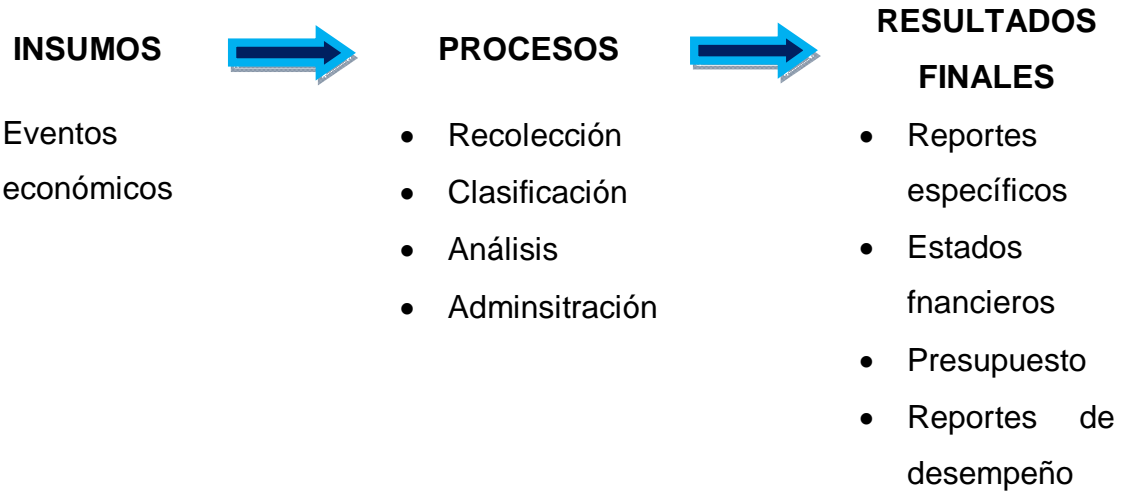 INSUMOS
PROCESOS
RESULTADOS
FINALES
Eventos
económicos
• Recolección
• Clasificación
• Análisis
• Adminsitración
• Reportes
específicos
• Estados
fnancieros
• Presupuesto
• Reportes de
desempeño